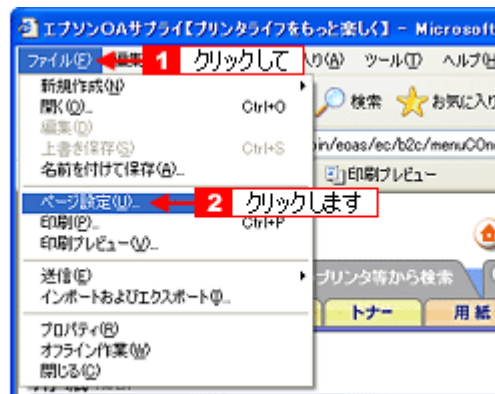 エプソンOAサプライ【プリンタライフをもっと楽しく】 - Microsoft
ファイル(F) 1 クリックして 入り(A) ツール(T) ヘルプ(H
新規作成(N)
開く(O)... Ctrl+O 検索 お気に入り
編集(D)
上書き保存(S) Ctrl+S in/eoas/ec/b2c/menuCOne
名前を付けて保存(A)... 印刷プレビュー
ページ設定(U)... 2 クリックします
印刷(P)... Ctrl+P
印刷プレビュー(V)...
送信(E) プリンタ等から検索
インポートおよびエクスポート(I)...
トナー 用紙
プロパティ(R)
オフライン作業(W)
閉じる(C)